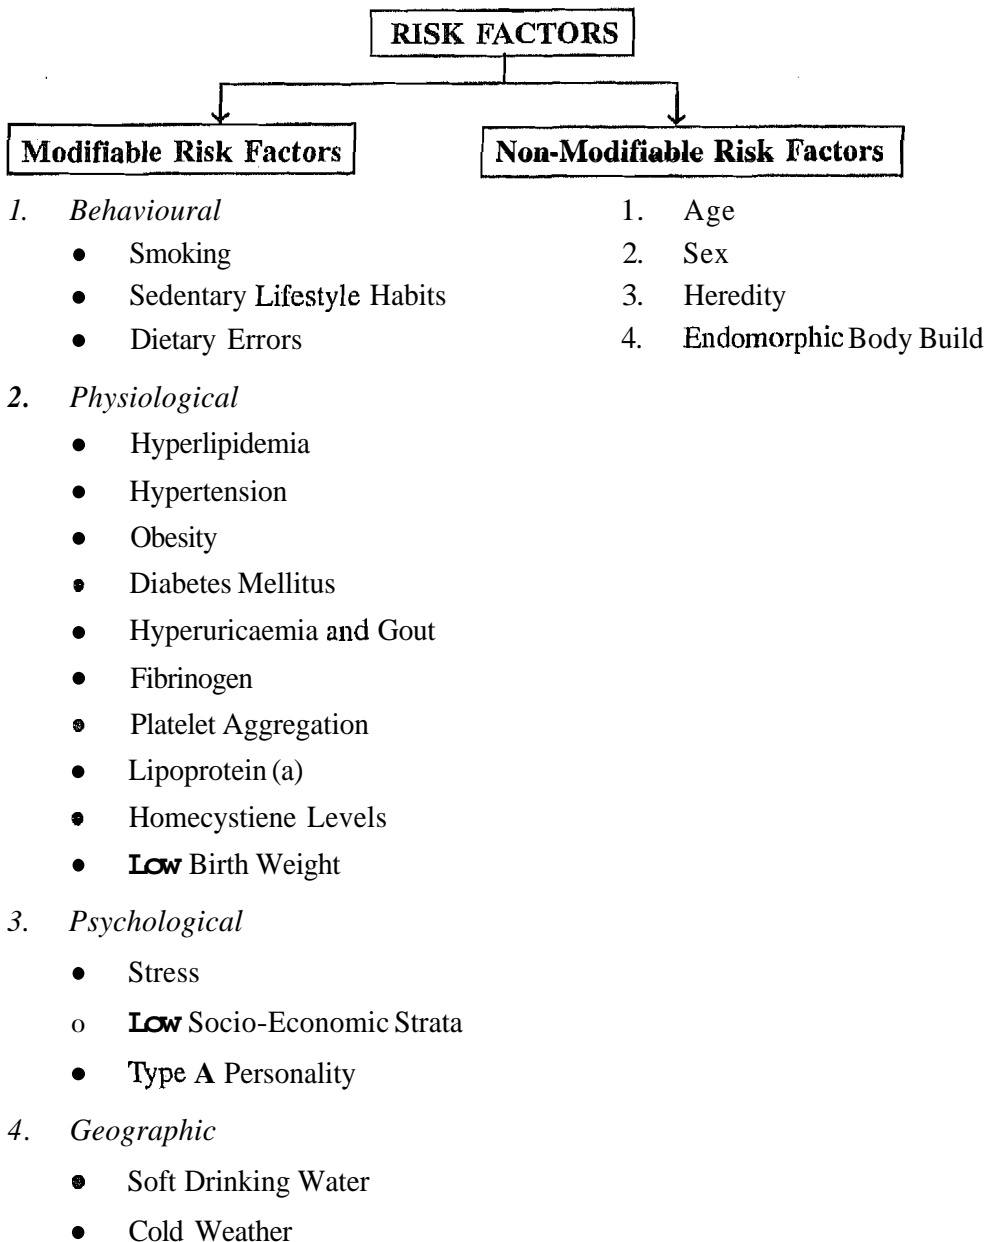 RISK FACTORS
Modifiable Risk Factors
Non-Modifiable Risk Factors
1. Behavioural
• Smoking
• Sedentary Lifestyle Habits
• Dietary Errors
1. Age
2. Sex
3. Heredity
4. Endomorphic Body Build
2. Physiological
• Hyperlipidemia
• Hypertension
• Obesity
• Diabetes Mellitus
• Hyperuricaemia and Gout
• Fibrinogen
• Platelet Aggregation
• Lipoprotein (a)
• Homecystiene Levels
• Low Birth Weight
3. Psychological
• Stress
o Low Socio-Economic Strata
• Type A Personality
4. Geographic
• Soft Drinking Water
• Cold Weather